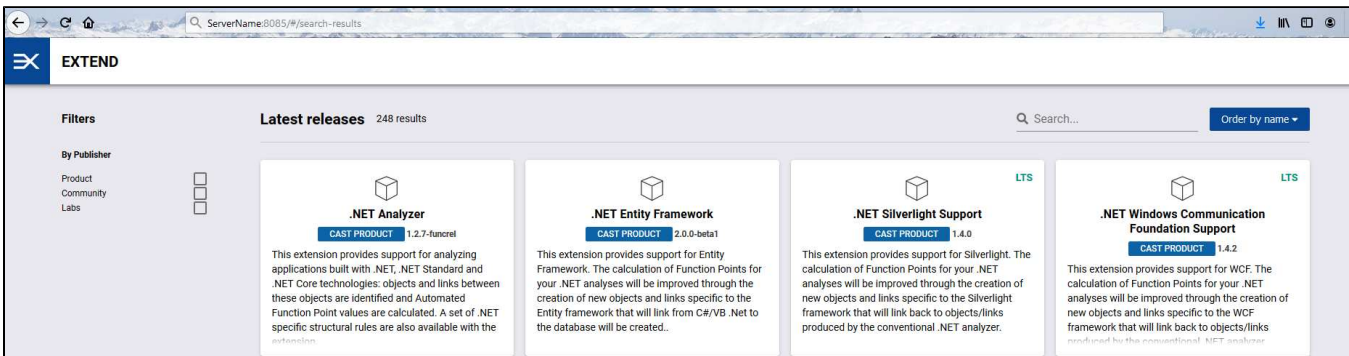 ServerName:8085/#/search-results
EXTEND
Filters
Latest releases 248 results
Search...
Order by name
By Publisher
Product
Community
Labs
.NET Analyzer
CAST PRODUCT 1.2.7-funcrel
This extension provides support for analyzing
applications built with .NET, .NET Standard and
.NET Core technologies: objects and links between
these objects are identified and Automated
Function Point values are calculated. A set of .NET
specific structural rules are also available with the
extension.
.NET Entity Framework
CAST PRODUCT 2.0.0-beta1
This extension provides support for Entity
Framework. The calculation of Function Points for
your .NET analyses will be improved through the
creation of new objects and links specific to the
Entity framework that will link from C#/VB .Net to
the database will be created..
LTS
.NET Silverlight Support
CAST PRODUCT 1.4.0
This extension provides support for Silverlight. The
calculation of Function Points for your .NET
analyses will be improved through the creation of
new objects and links specific to the Silverlight
framework that will link back to objects/links
produced by the conventional .NET analyzer.
LTS
.NET Windows Communication
Foundation Support
CAST PRODUCT 1.4.2
This extension provides support for WCF. The
calculation of Function Points for your .NET
analyses will be improved through the creation of
new objects and links specific to the WCF
framework that will link back to objects/links
produced by the conventional .NET analyzer